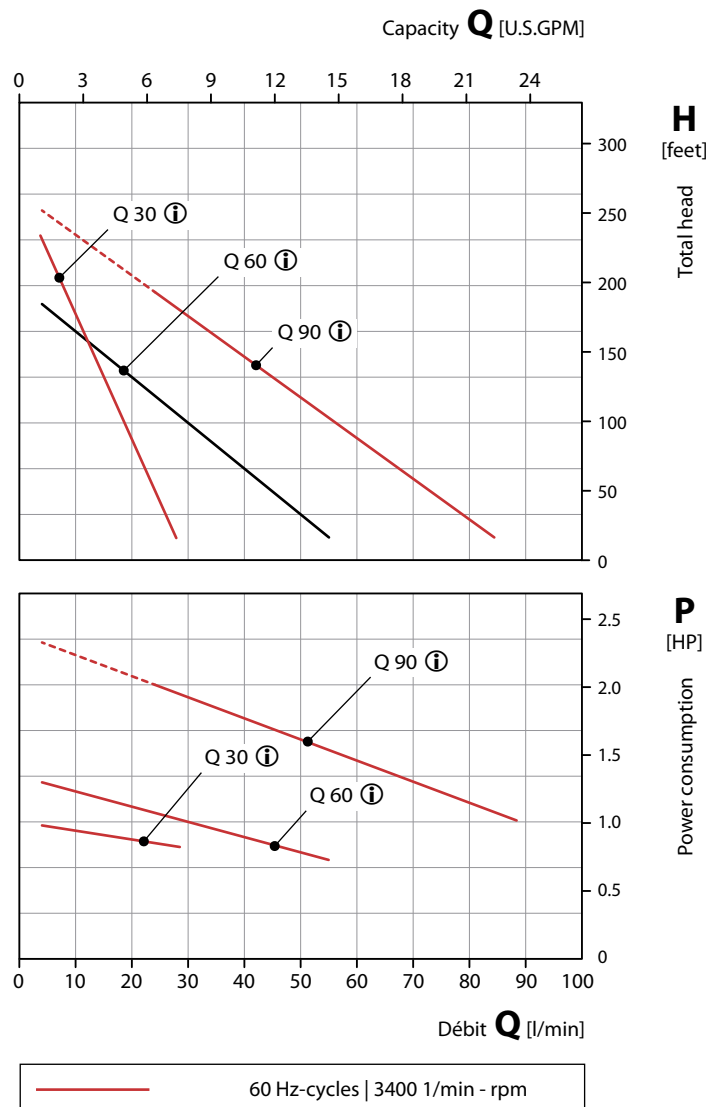 Capacity Q [U.S.GPM]
0 3 6 9 12 15 18 21 24
H
[feet]
Total head
300
250
200
150
100
50
0
Q 30 i
Q 60 i
Q 90 i
P
[HP]
Power consumption
2.5
2.0
1.5
1.0
0.5
0
Q 90 i
Q 30 i
Q 60 i
0 10 20 30 40 50 60 70 80 90 100
Débit Q [l/min]
60 Hz-cycles | 3400 1/min - rpm